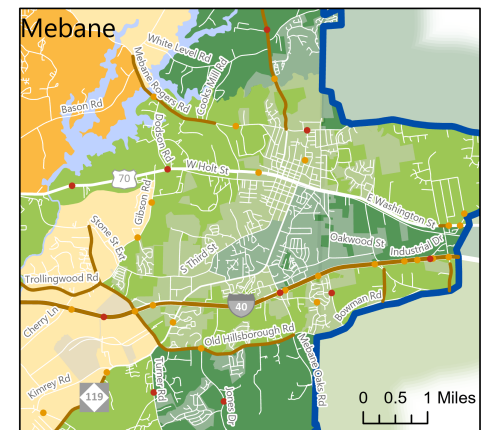 Mebane
White Level Rd
Mebane Rogers Rd
Cooks Mill Rd
Bason Rd
Dodson Rd
W Holt St
70
Gibson Rd
E Washington St
Stone St Ext
Oakwood St
Industrial Dr
S Third St
Trollingwood Rd
40
Bowman Rd
Cherry Ln
Old Hillsborough Rd
Mebane Oaks Rd
Kimrey Rd
Turner Rd
Jones Dr
119
0 0.5 1 Miles